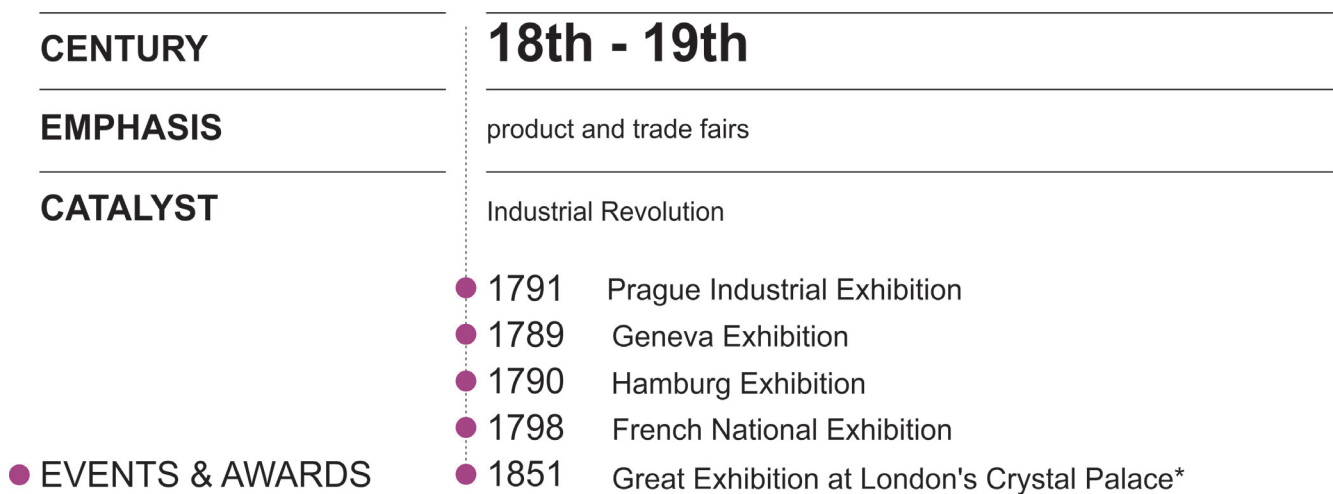 CENTURY 18th - 19th
EMPHASIS product and trade fairs
CATALYST Industrial Revolution
1791 Prague Industrial Exhibition
1789 Geneva Exhibition
1790 Hamburg Exhibition
1798 French National Exhibition
EVENTS & AWARDS 1851 Great Exhibition at London's Crystal Palace*